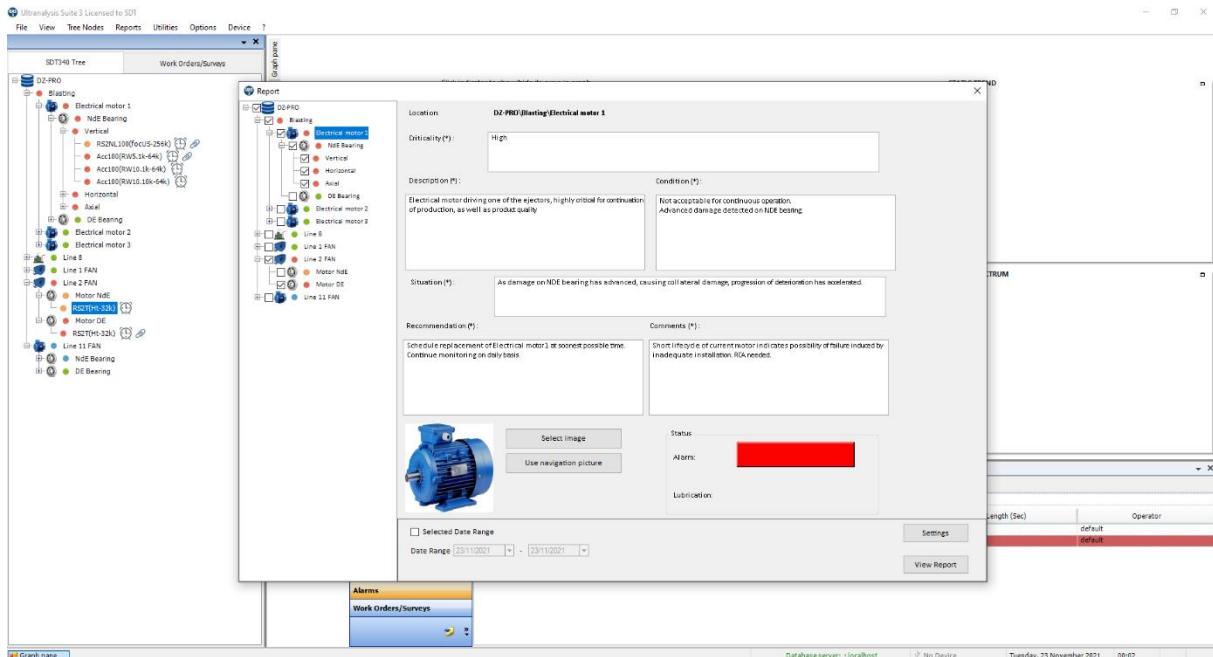 Ultranalysis Suite 3 Licensed to SDT
File View Tree Nodes Reports Utilities Options Device ?
SDT340 Tree
Work Orders/Surveys
DZ-PRO
Blasting
Electrical motor 1
NdE Bearing
Vertical
RS2NL100(focUS-256k)
Acc100(RW5.1k-64k)
Acc100(RW10.1k-64k)
Acc100(RW10.10k-64k)
Horizontal
Axial
DE Bearing
Electrical motor 2
Electrical motor 3
Line 8
Line 1 FAN
Line 2 FAN
Motor NdE
RS2T(Ht-32k)
Motor DE
RS2T(Ht-32k)
Line 11 FAN
NdE Bearing
DE Bearing
Graph pane
Report
DZ-PRO
Blasting
Electrical motor 1
NdE Bearing
Vertical
Horizontal
Axial
DE Bearing
Electrical motor 2
Electrical motor 3
Line 8
Line 1 FAN
Line 2 FAN
Motor NdE
Motor DE
Line 11 FAN
Location
DZ-PRO\Blasting\Electrical motor 1
Criticality (*) :
High
Description (*) :
Electrical motor driving one of the ejectors, highly critical for continuation
of production, as well as product quality
Condition (*) :
Not acceptable for continuous operation.
Advanced damage detected on NDE bearing.
Situation (*) :
As damage on NDE bearing has advanced, causing collateral damage, progression of deterioration has accelerated.
Recommendation (*) :
Schedule replacement of Electrical motor1 at soonest possible time.
Continue monitoring on daily basis.
Comments (*) :
Short lifecycle of current motor indicates possibility of failure induced by
inadequate installation. RCA needed.
Select image
Use navigation picture
Status
Alarm:
Lubrication:
Selected Date Range
Date Range 23/11/2021 - 23/11/2021
Settings
View Report
Length (Sec)
Operator
default
default
Alarms
Work Orders/Surveys
Graph pane
Database server: localhost
No Device
Tuesday, 23 November 2021
00:02